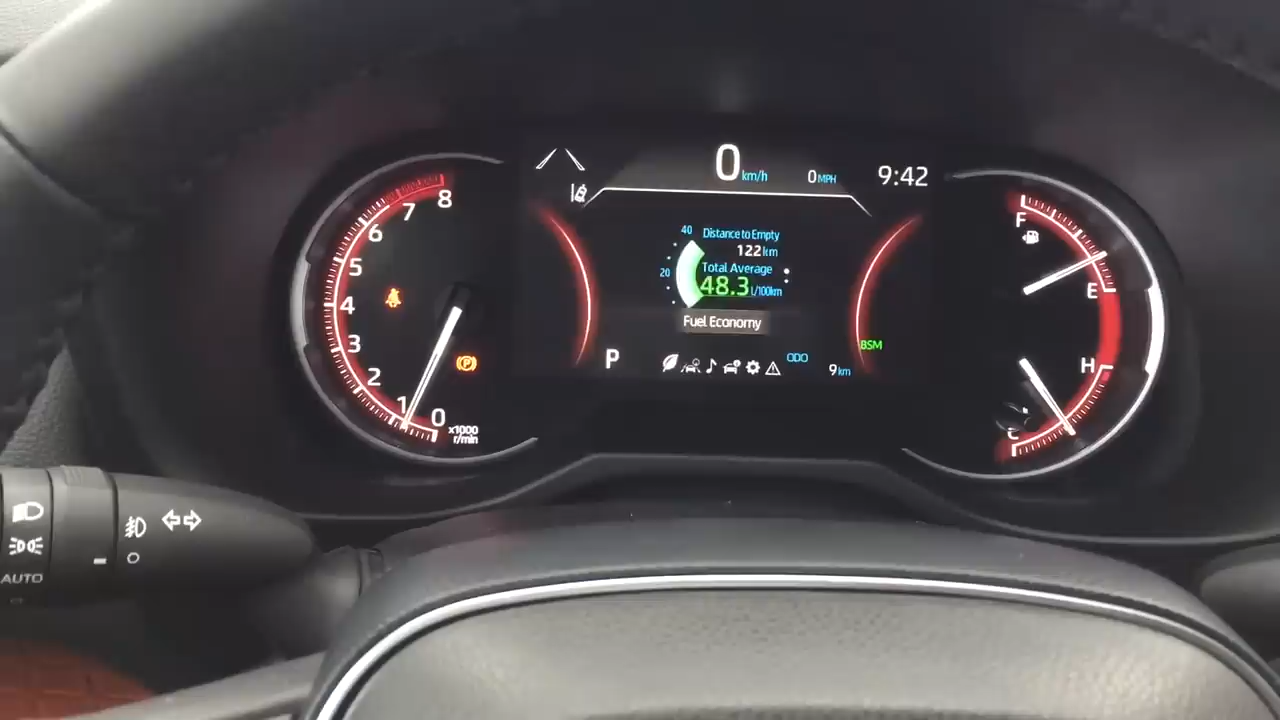 0 km/h 0 MPH 9:42
8
7
6
5
4
3
2
1
0
x1000
r/min
40 Distance to Empty
122 km
20 Total Average
48.3 L/100km
Fuel Economy
P
ODO
9 km
BSM
F
E
H
C
AUTO